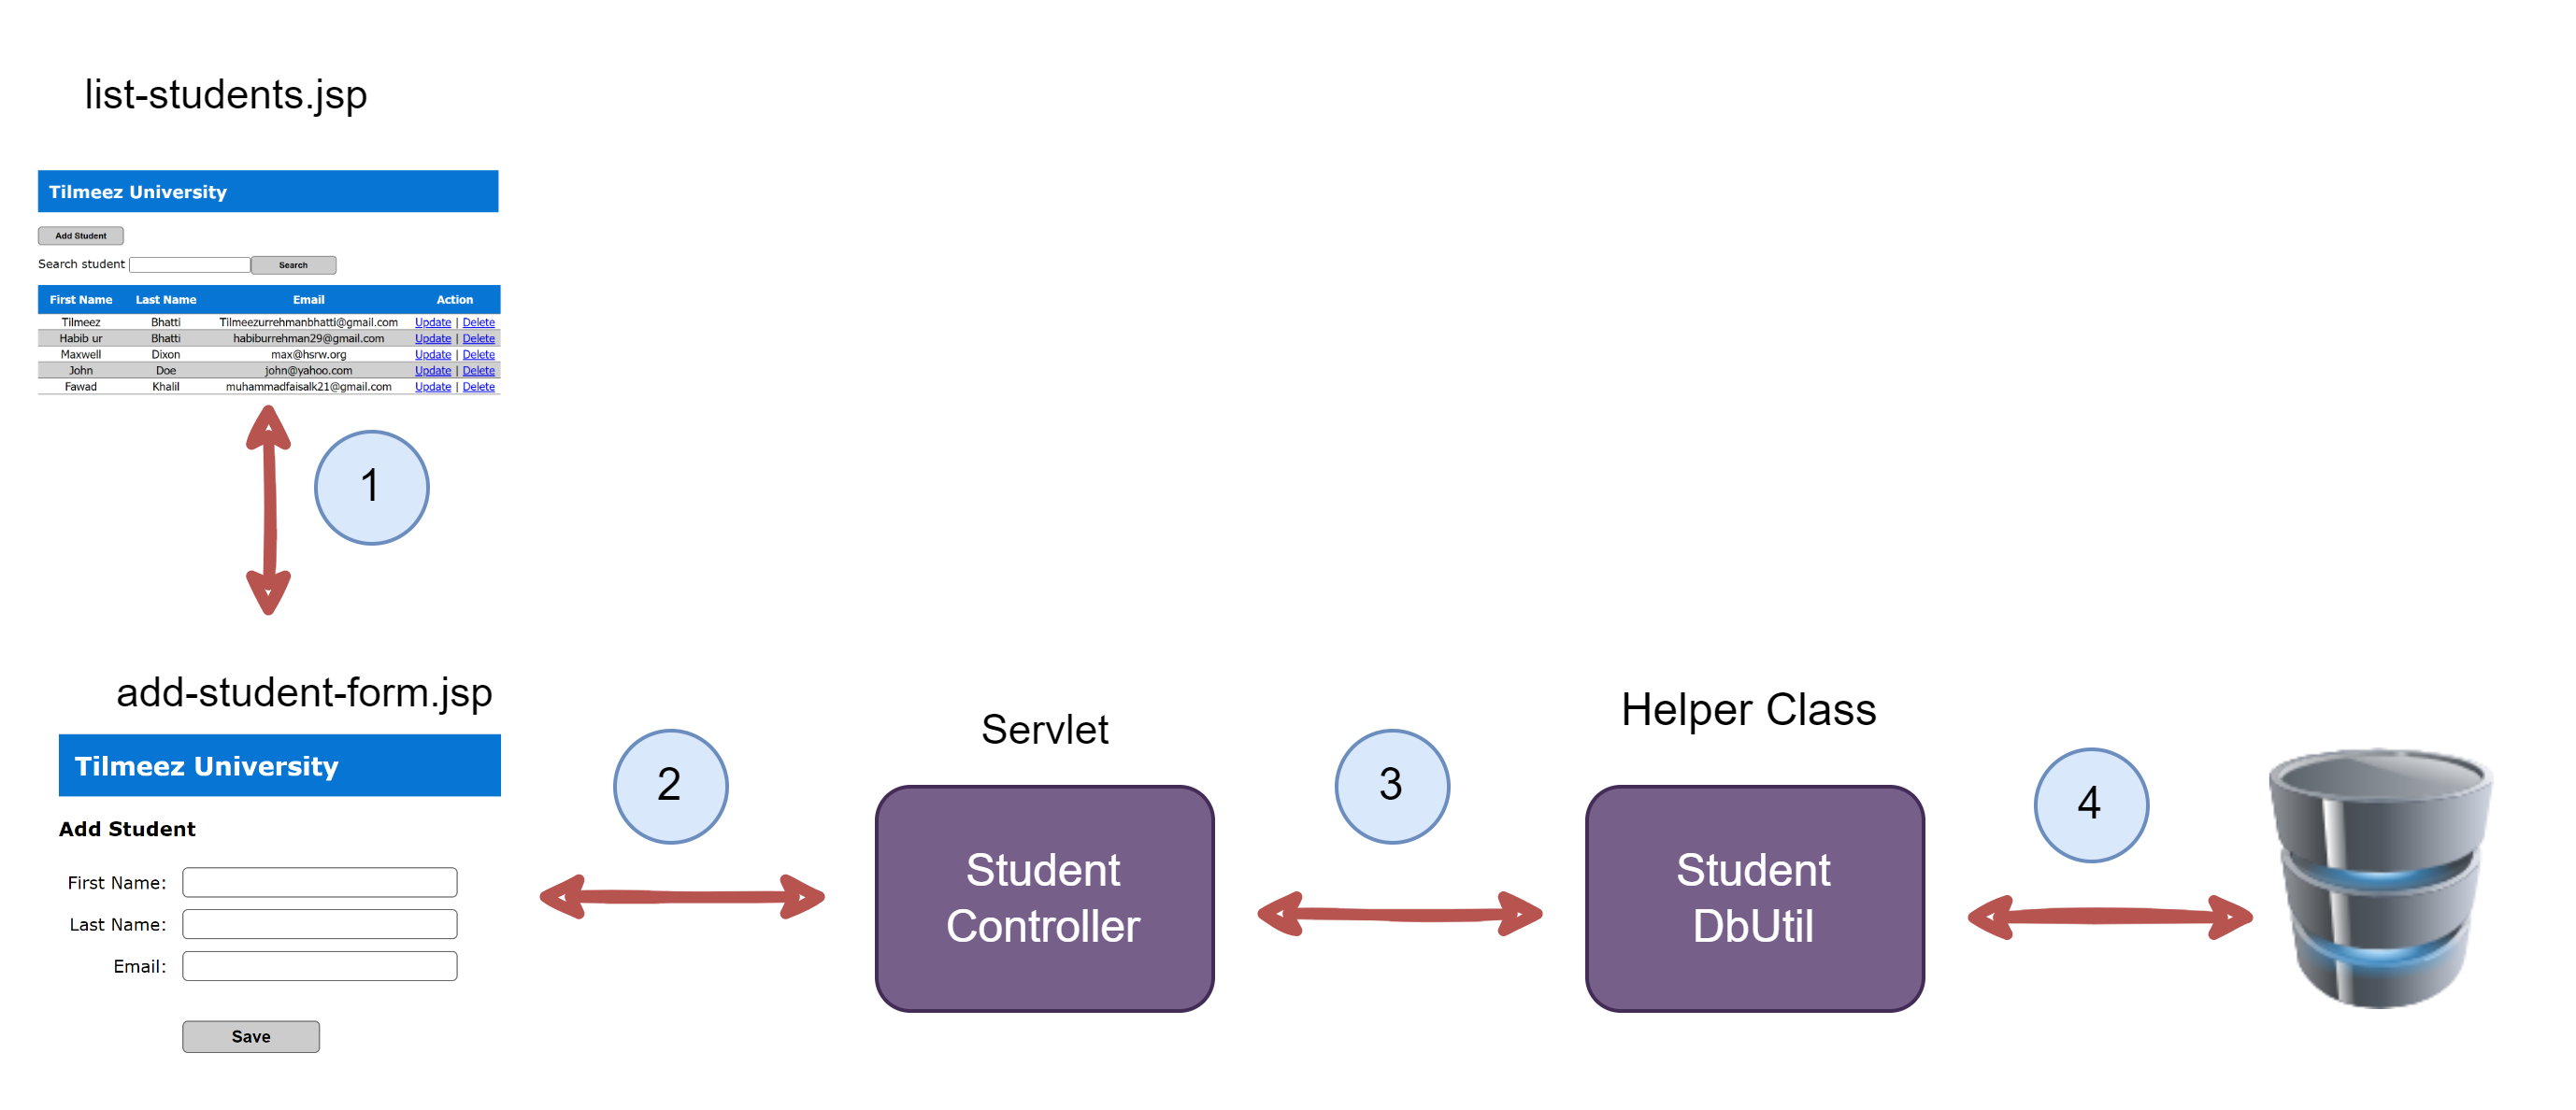 list-students.jsp
Tilmeez University
Add Student
Search student Search
First Name Last Name Email Action
Tilmeez Bhatti Tilmeezurrehmanbhatti@gmail.com Update | Delete
Habib ur Bhatti habiburrehman29@gmail.com Update | Delete
Maxwell Dixon max@hsrw.org Update | Delete
John Doe john@yahoo.com Update | Delete
Fawad Khalil muhammadfaisalk21@gmail.com Update | Delete
1
add-student-form.jsp
Tilmeez University
Add Student
First Name:
Last Name:
Email:
Save
2
Servlet
Student
Controller
3
Helper Class
Student
DbUtil
4